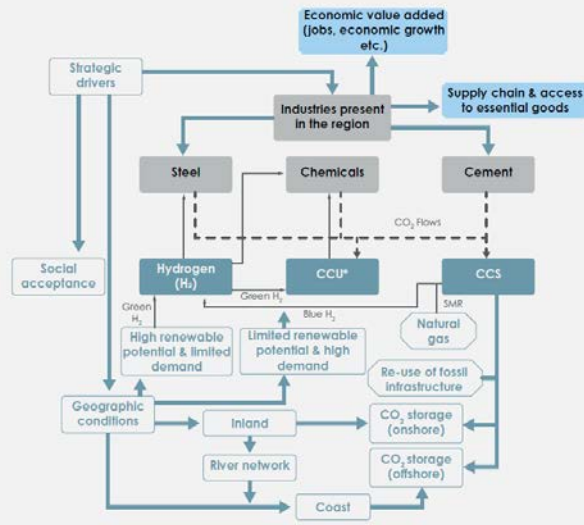 Economic value added
(jobs, economic growth
etc.)
Strategic
drivers
Supply chain & access
to essential goods
Industries present
in the region
Steel
Chemicals
Cement
CO2 Flows
Social
acceptance
Hydrogen
(H2)
CCU*
CCS
Green H2
Green
H2
Blue H2
SMR
Natural
gas
High renewable
potential & limited
demand
Limited renewable
potential & high
demand
Re-use of fossil
infrastructure
Geographic
conditions
Inland
CO2 storage
(onshore)
River network
CO2 storage
(offshore)
Coast